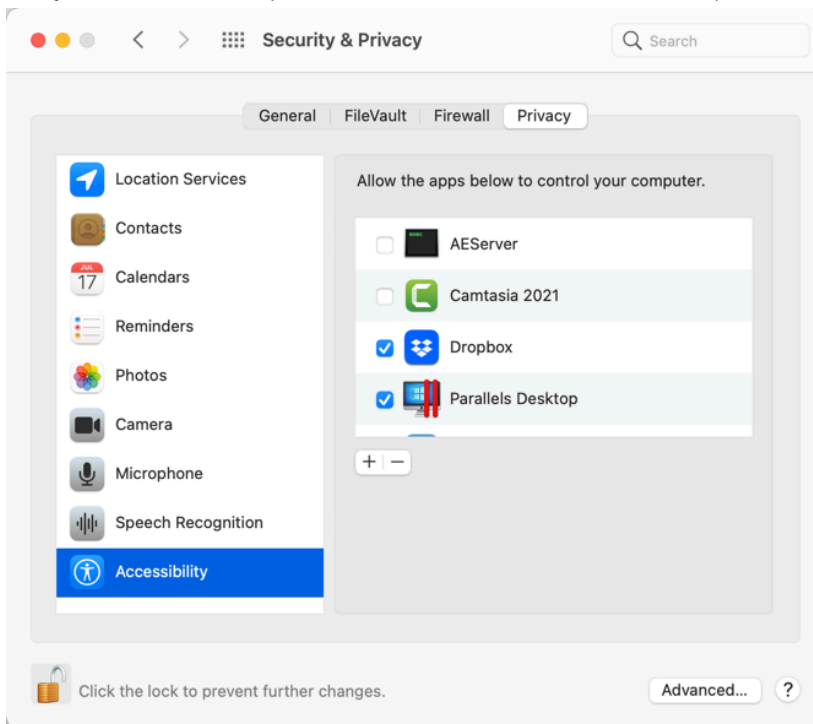 Security & Privacy
Search
General FileVault Firewall Privacy
Location Services
Contacts
JUL
17
Calendars
Reminders
Photos
Camera
Microphone
Speech Recognition
Accessibility
Allow the apps below to control your computer.
AEServer
Camtasia 2021
Dropbox
Parallels Desktop
+ −
Click the lock to prevent further changes.
Advanced... ?